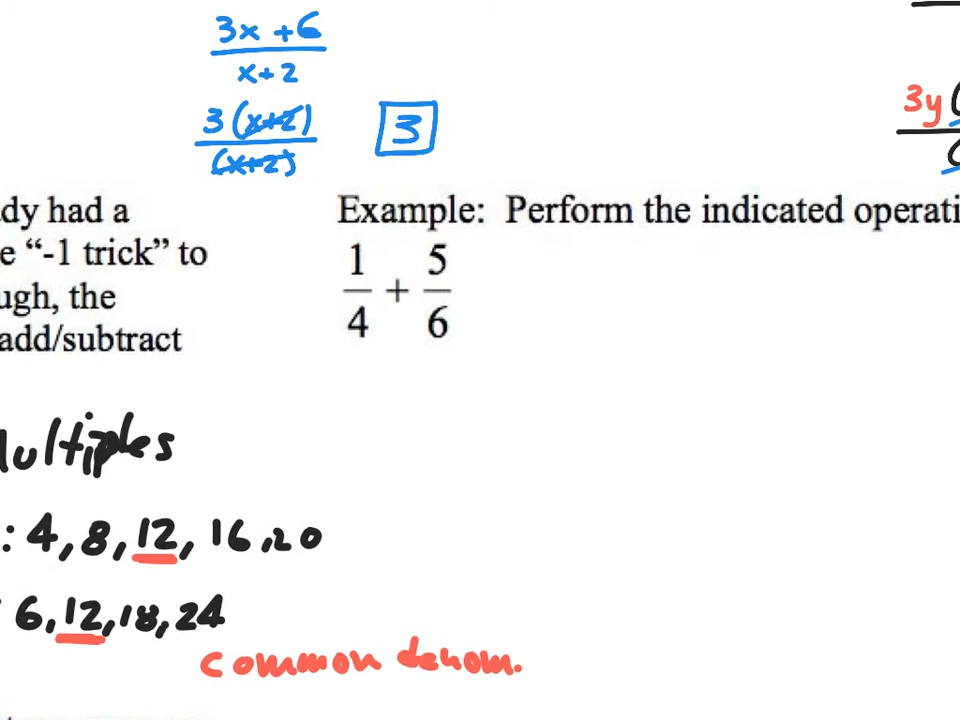 3x + 6
x + 2
3 (x+2)
(x+2)
3
3y (
dy had a
e “-1 trick” to
ugh, the
add/subtract
Example: Perform the indicated operati
1 5
+
4 6
Multiples
: 4, 8, 12, 16, 20
6, 12, 18, 24
common denom.